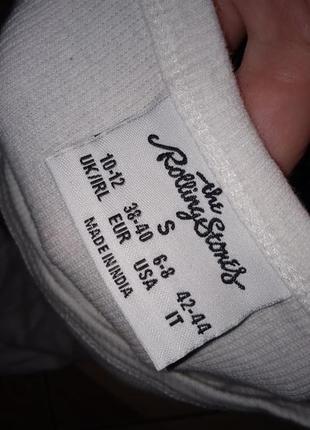 the
Rolling Stones
S
10-12 38-40 6-8 42-44
UK/IRL EUR USA IT
MADE IN INDIA